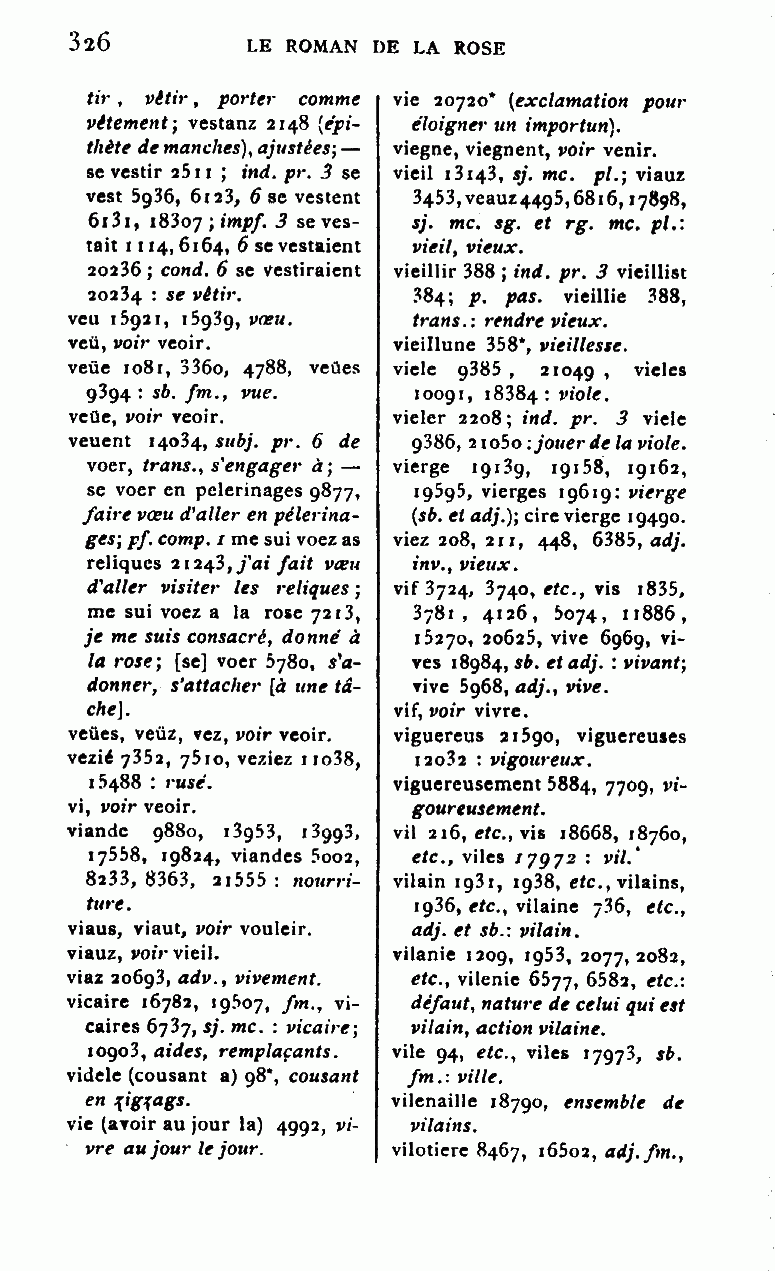 326
LE ROMAN DE LA ROSE
tir, vêtir, porter comme
vêtement; vestanz 2148 (épi-
thète de manches), ajustées; —
se vestir 2511 ; ind. pr. 3 se
vest 5936, 6123, 6 se vestent
6131, 18307 ; impf. 3 se ves-
tait 1114, 6164, 6 se vestaient
20236 ; cond. 6 se vestiraient
20234 : se vêtir.
veu 15921, 15939, vœu.
veü, voir veoir.
veüe 1081, 3360, 4788, veües
9394 : sb. fm., vue.
veüe, voir veoir.
veuent 14034, subj. pr. 6 de
voer, trans., s'engager à; —
se voer en pelerinages 9877,
faire vœu d'aller en pélerina-
ges; pf. comp. 1 me sui voez as
reliques 21243, j'ai fait vœu
d'aller visiter les reliques;
me sui voez a la rose 7213,
je me suis consacré, donné à
la rose; [se] voer 5780, s'a-
donner, s'attacher [à une tâ-
che].
veües, veüz, vez, voir veoir.
vezié 7352, 7510, veziez 11038,
15488 : rusé.
vi, voir veoir.
viande 9880, 13953, 13993,
17558, 19824, viandes 5002,
8233, 8363, 21555 : nourri-
ture.
viaus, viaut, voir vouleir.
viauz, voir vieil.
viaz 20693, adv., vivement.
vicaire 16782, 19507, fm., vi-
caires 6737, sj. mc. : vicaire;
10903, aides, remplaçants.
videle (cousant a) 98*, cousant
en zigzags.
vie (avoir au jour la) 4992, vi-
vre au jour le jour.
vie 20720* (exclamation pour
éloigner un importun).
viegne, viegnent, voir venir.
vieil 13143, sj. mc. pl.; viauz
3453, veauz 4495, 6816, 17898,
sj. mc. sg. et rg. mc. pl.:
vieil, vieux.
vieillir 388 ; ind. pr. 3 vieillist
384; p. pas. vieillie 388,
trans.: rendre vieux.
vieillune 358*, vieillesse.
viele 9385 , 21049 , vieles
10091, 18384 : viole.
vieler 2208; ind. pr. 3 viele
9386, 21050 : jouer de la viole.
vierge 19139, 19158, 19162,
19595, vierges 19619: vierge
(sb. et adj.); cire vierge 19490.
viez 208, 211, 448, 6385, adj.
inv., vieux.
vif 3724, 3740, etc., vis 1835,
3781 , 4126, 5074, 11886,
15270, 20625, vive 6969, vi-
ves 18984, sb. et adj. : vivant;
vive 5968, adj., vive.
vif, voir vivre.
viguereus 21590, viguereuses
12032 : vigoureux.
viguereusement 5884, 7709, vi-
goureusement.
vil 216, etc., vis 18668, 18760,
etc., viles 17972 : vil.
vilain 1931, 1938, etc., vilains,
1936, etc., vilaine 736, etc.,
adj. et sb.: vilain.
vilanie 1209, 1953, 2077, 2082,
etc., vilenie 6577, 6582, etc.:
défaut, nature de celui qui est
vilain, action vilaine.
vile 94, etc., viles 17973, sb.
fm.: ville.
vilenaille 18790, ensemble de
vilains.
vilotiere 8467, 16502, adj. fm.,